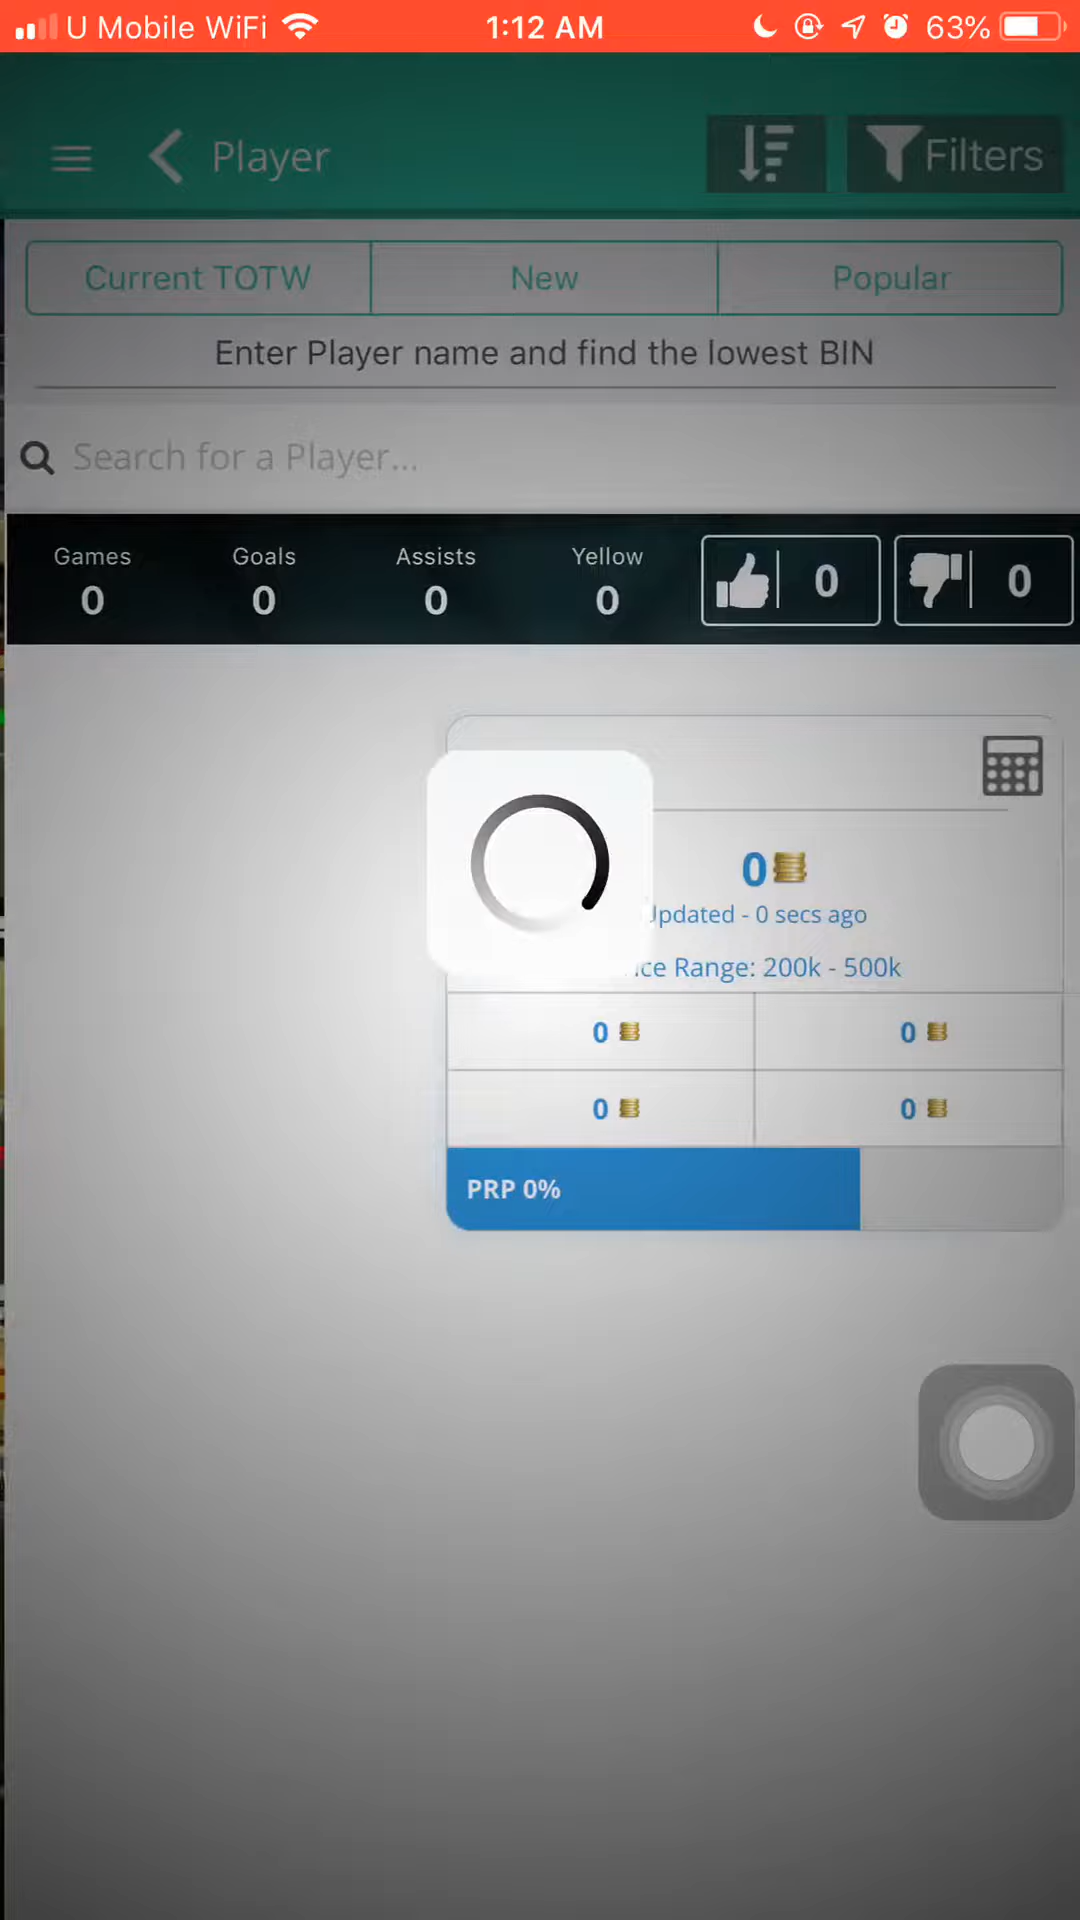 U Mobile WiFi 1:12 AM 63%
Player Filters
Current TOTW New Popular
Enter Player name and find the lowest BIN
Search for a Player...
Games Goals Assists Yellow
0 0 0 0 0 0
0
Updated - 0 secs ago
Range: 200k - 500k
0 0
0 0
PRP 0%